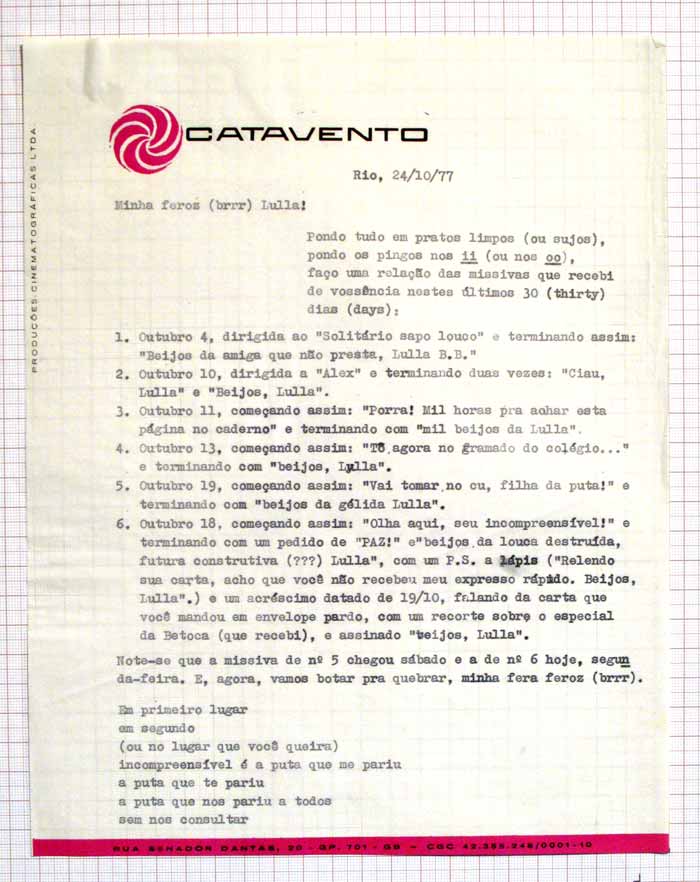 CATAVENTO
PRODUÇÕES CINEMATOGRÁFICAS LTDA.
Rio, 24/10/77
Minha feroz (brrr) Lulla!
Pondo tudo em pratos limpos (ou sujos),
pondo os pingos nos ii (ou nos oo),
faço uma relação das missivas que recebi
de vossência nestes últimos 30 (thirty)
dias (days):
1. Outubro 4, dirigida ao "Solitário sapo louco" e terminando assim:
"Beijos da amiga que não presta, Lulla B.B."
2. Outubro 10, dirigida a "Alex" e terminando duas vezes: "Ciau,
Lulla" e "Beijos, Lulla".
3. Outubro 11, começando assim: "Porra! Mil horas pra achar esta
página no caderno" e terminando com "mil beijos da Lulla".
4. Outubro 13, começando assim: "Tô agora no gramado do colégio..."
e terminando com "beijos, Lulla".
5. Outubro 19, começando assim: "Vai tomar no cu, filha da puta!" e
terminando com "beijos da gélida Lulla".
6. Outubro 18, começando assim: "Olha aqui, seu incompreensível!" e
terminando com um pedido de "PAZ!" e"beijos da louca destruída,
futura construtiva (???) Lulla", com um P.S. a lápis ("Relendo
sua carta, acho que você não recebeu meu expresso rápido. Beijos,
Lulla".) e um acréscimo datado de 19/10, falando da carta que
você mandou em envelope pardo, com um recorte sobre o especial
da Betoca (que recebi), e assinado "beijos, Lulla".
Note-se que a missiva de nº 5 chegou sábado e a de nº 6 hoje, segun
da-feira. E, agora, vamos botar pra quebrar, minha fera feroz (brrr).
Em primeiro lugar
em segundo
(ou no lugar que você queira)
incompreensível é a puta que me pariu
a puta que te pariu
a puta que nos pariu a todos
sem nos consultar
RUA SENADOR DANTAS, 20 - GP. 701 - GB - CGC 42.385.245/0001-10